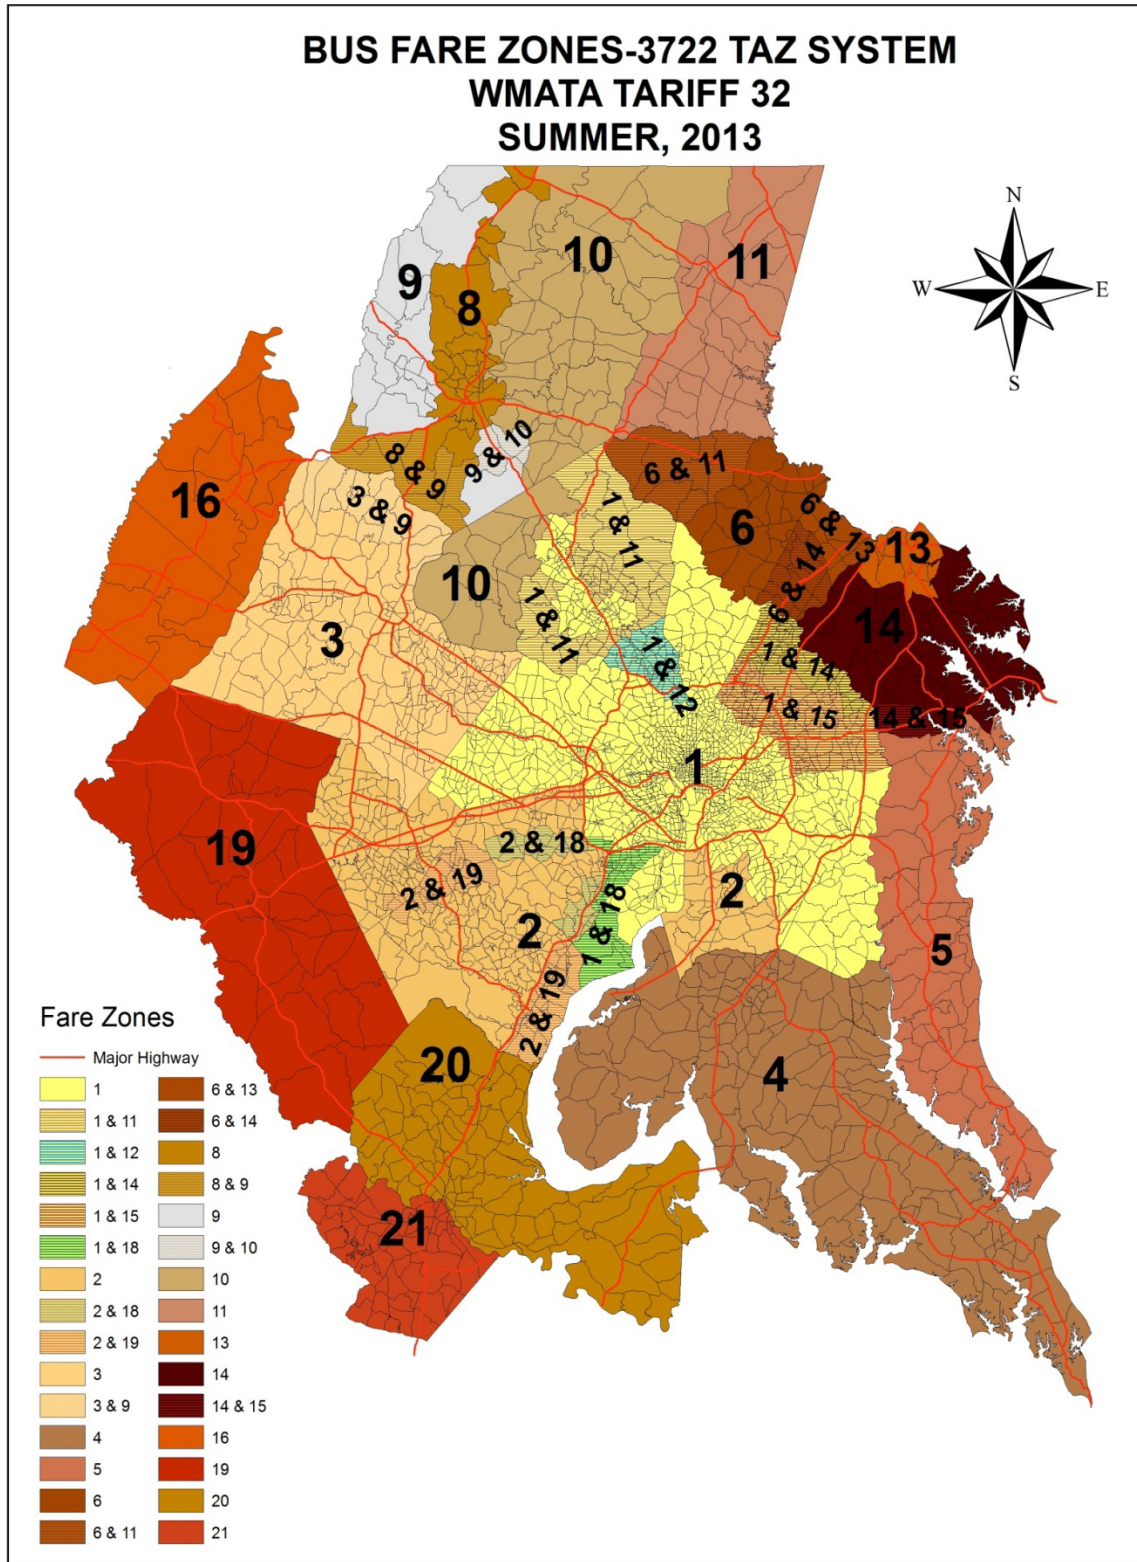 BUS FARE ZONES-3722 TAZ SYSTEM
WMATA TARIFF 32
SUMMER, 2013
N
W
E
S
9
8
10
11
16
8 & 9
3 & 9
9 & 10
6 & 11
1 & 11
6
6 & 13
6 & 14
13
10
1 & 11
3
1 & 12
14
1 & 14
1 & 15
14 & 15
1
19
2 & 18
2 & 19
1 & 18
2
2
5
2 & 19
20
4
21
Fare Zones
Major Highway
1
1 & 11
1 & 12
1 & 14
1 & 15
1 & 18
2
2 & 18
2 & 19
3
3 & 9
4
5
6
6 & 11
6 & 13
6 & 14
8
8 & 9
9
9 & 10
10
11
13
14
14 & 15
16
19
20
21